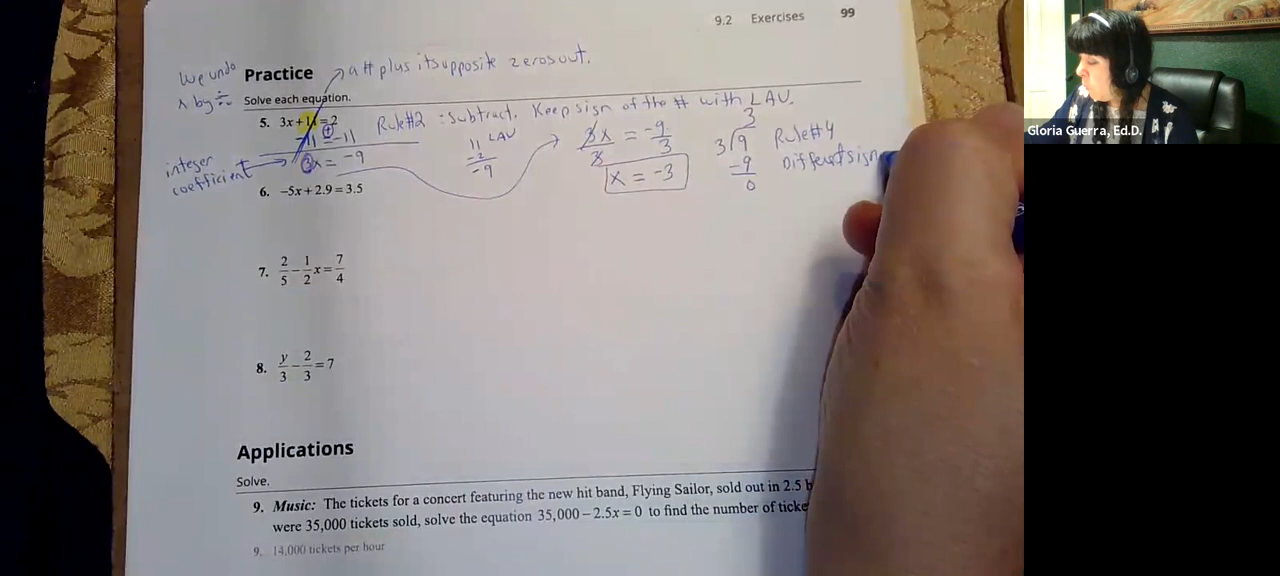 9.2 Exercises 99
we undo
x by ÷
a # plus its opposite zeros out.
Practice
Solve each equation.
5. 3x + 11 = 2
-11 -11
3x = -9
integer
coefficient
Rule #2 : Subtract. Keep sign of the # with LAV.
11 LAV
-2
-9
3x = -9
3 3
x = -3
3
3 9
-9
0
Rule #4
Different sign
6. −5x + 2.9 = 3.5
7. 2/5 − 1/2 x = 7/4
8. y/3 − 2/3 = 7
Applications
Solve.
9. Music: The tickets for a concert featuring the new hit band, Flying Sailor, sold out in 2.5
were 35,000 tickets sold, solve the equation 35,000 − 2.5x = 0 to find the number of
9. 14,000 tickets per hour
Gloria Guerra, Ed.D.